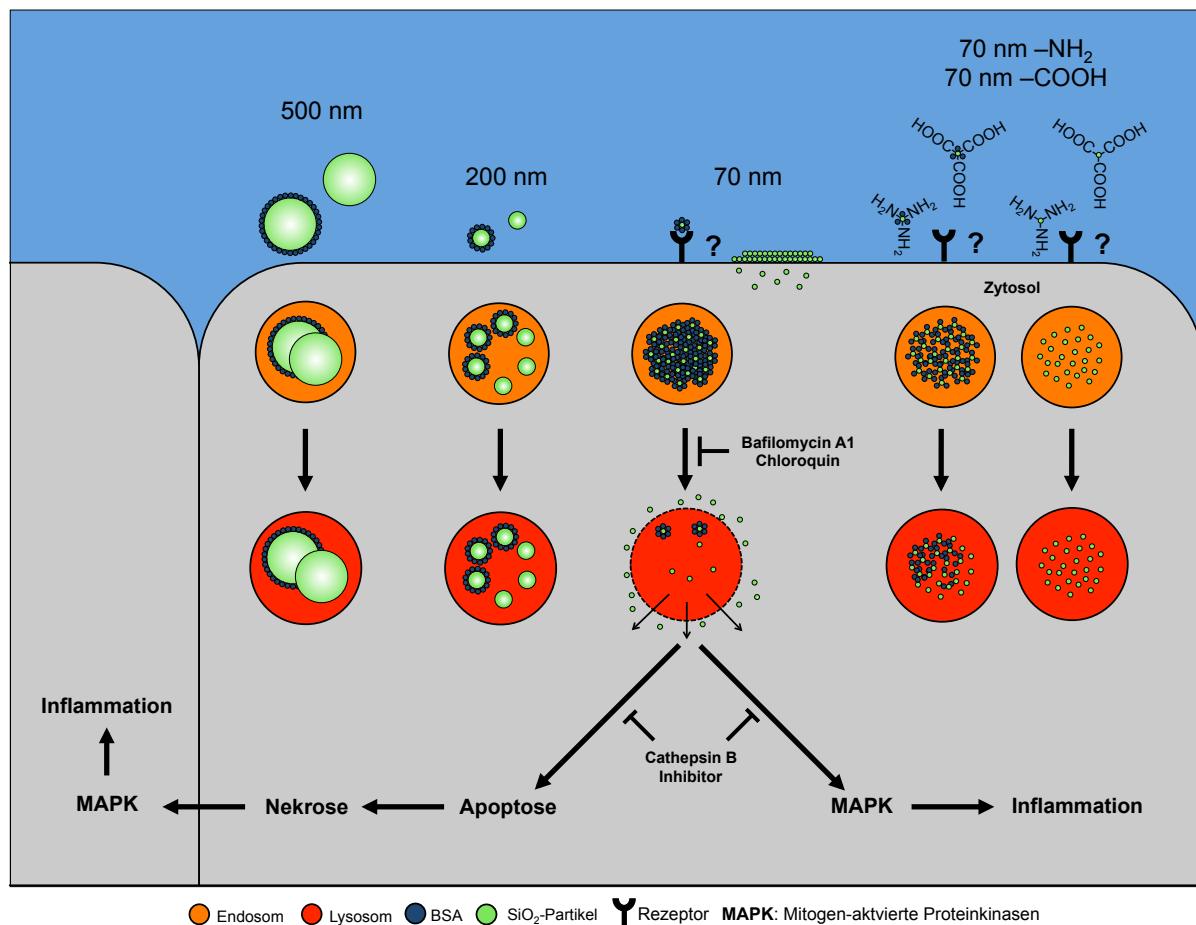 70 nm –NH₂
70 nm –COOH
500 nm
200 nm
70 nm
HOOC COOH
COOH
HOOC COOH
COOH
H₂N NH₂
NH₂
H₂N NH₂
NH₂
?
?
?
Zytosol
Bafilomycin A1
Chloroquin
Inflammation
Cathepsin B
Inhibitor
MAPK
Nekrose
Apoptose
MAPK
Inflammation
Endosom Lysosom BSA SiO₂-Partikel Rezeptor MAPK: Mitogen-aktvierte Proteinkinasen